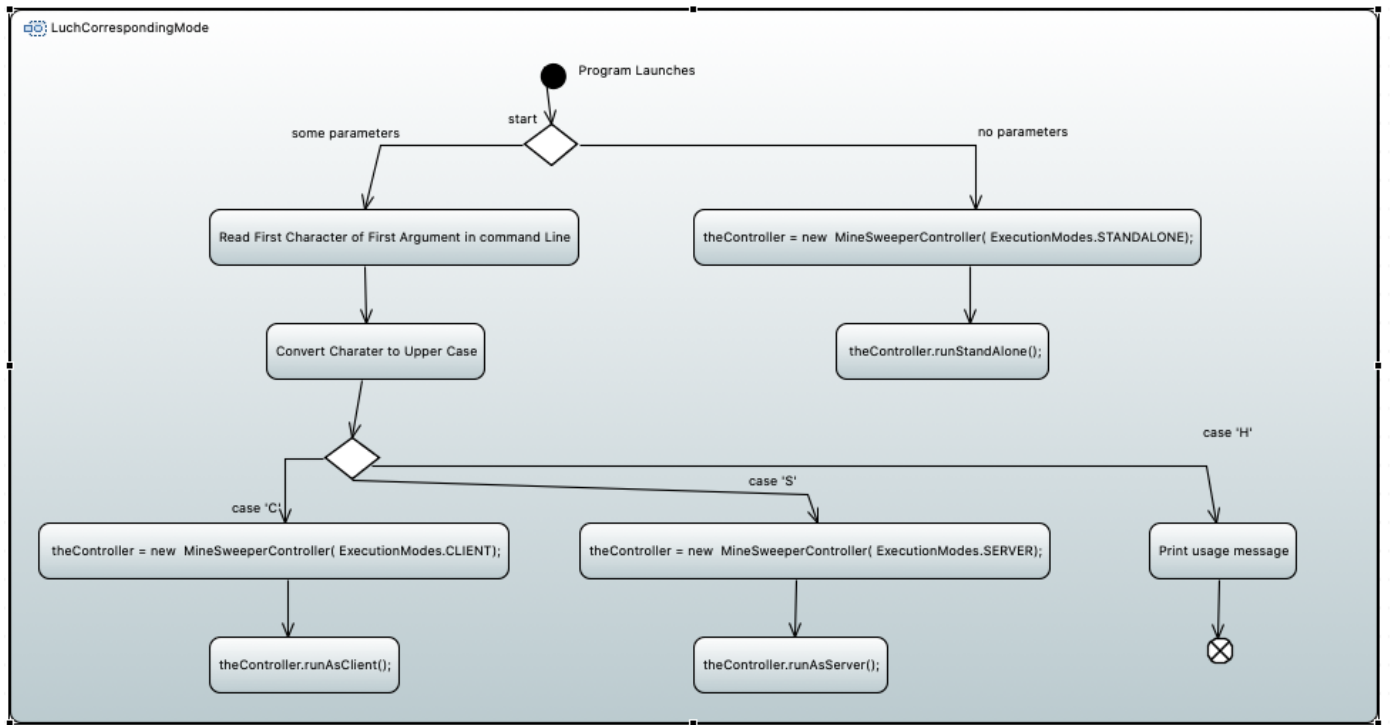 LuchCorrespondingMode
Program Launches
start
some parameters
no parameters
Read First Character of First Argument in command Line
theController = new  MineSweeperController( ExecutionModes.STANDALONE);
Convert Charater to Upper Case
theController.runStandAlone();
case 'H'
case 'S'
case 'C'
theController = new  MineSweeperController( ExecutionModes.CLIENT);
theController = new  MineSweeperController( ExecutionModes.SERVER);
Print usage message
theController.runAsClient();
theController.runAsServer();